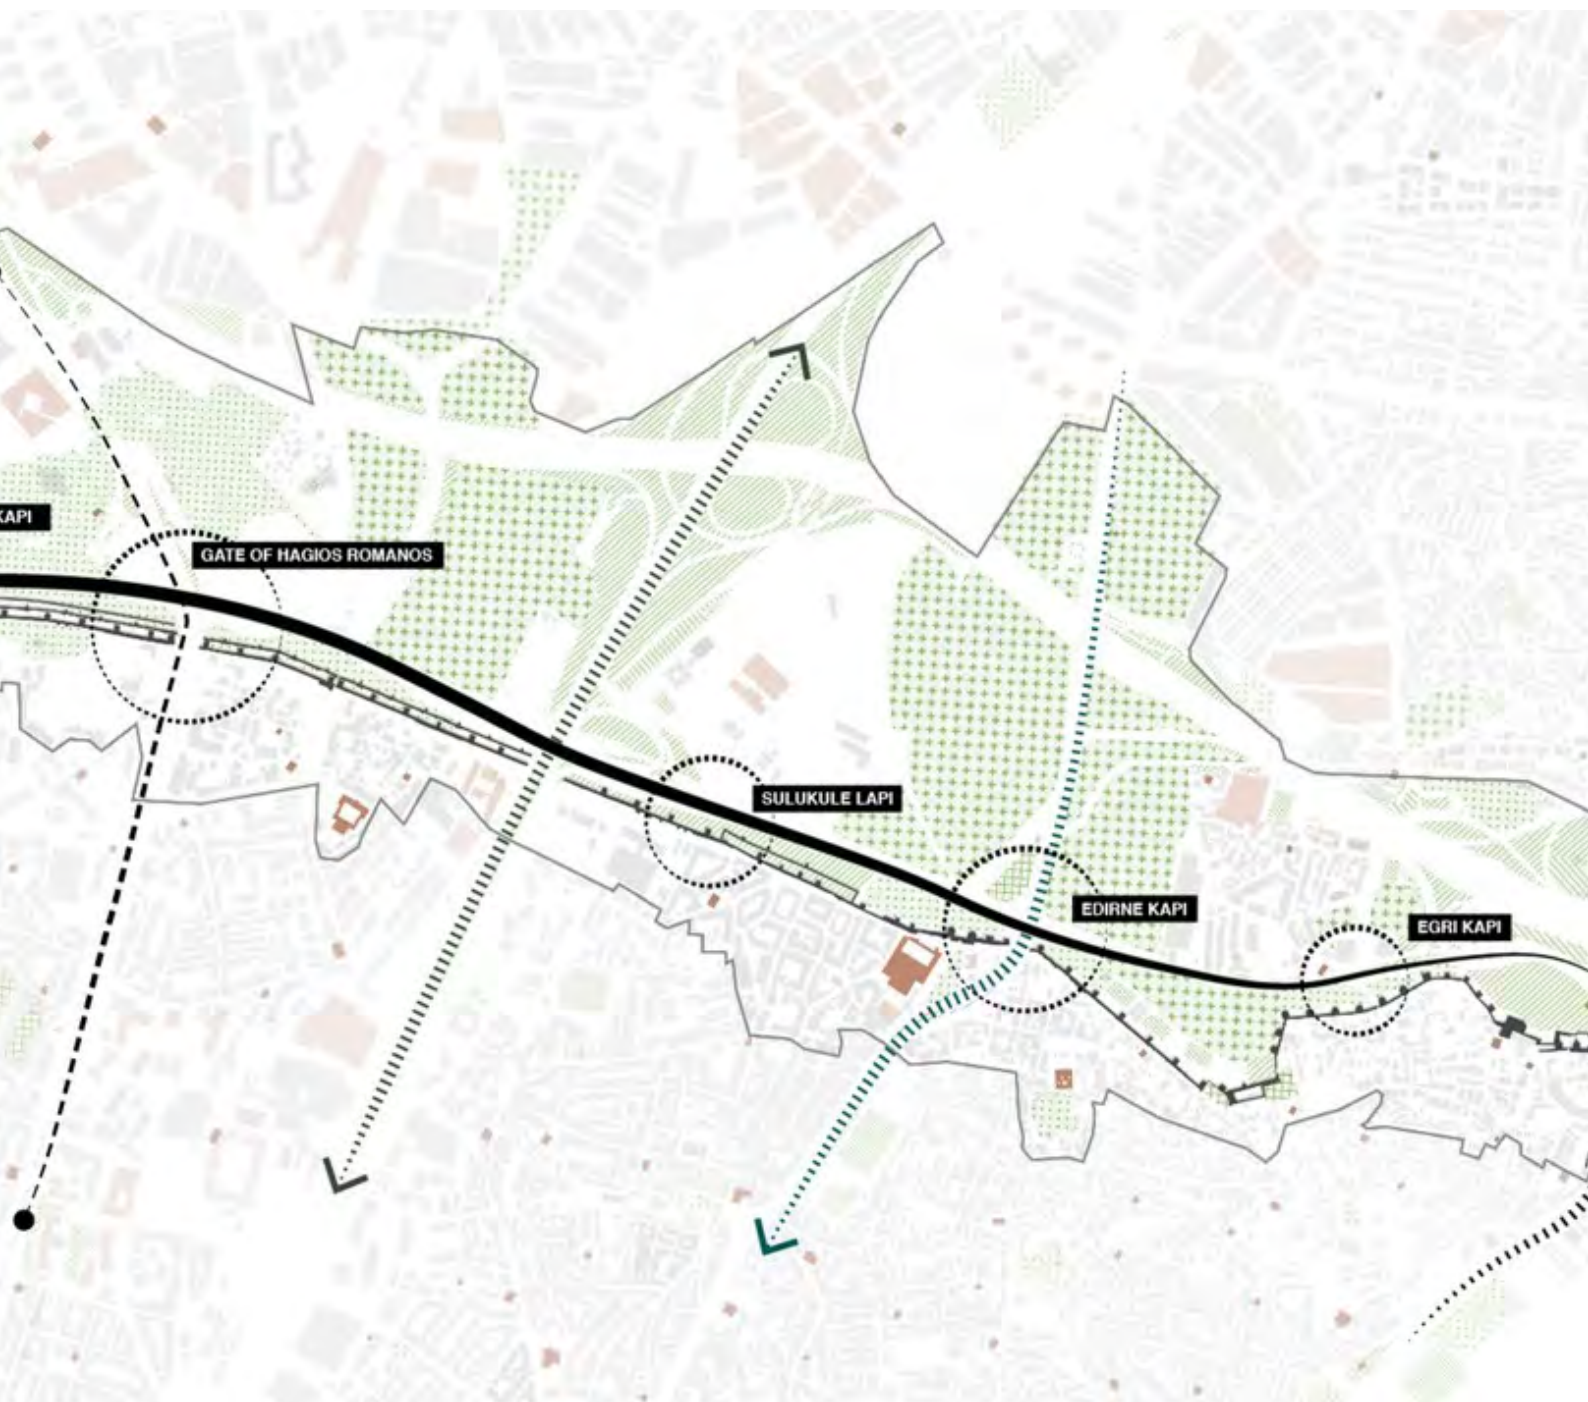 KAPI
GATE OF HAGIOS ROMANOS
SULUKULE LAPI
EDIRNE KAPI
EGRI KAPI